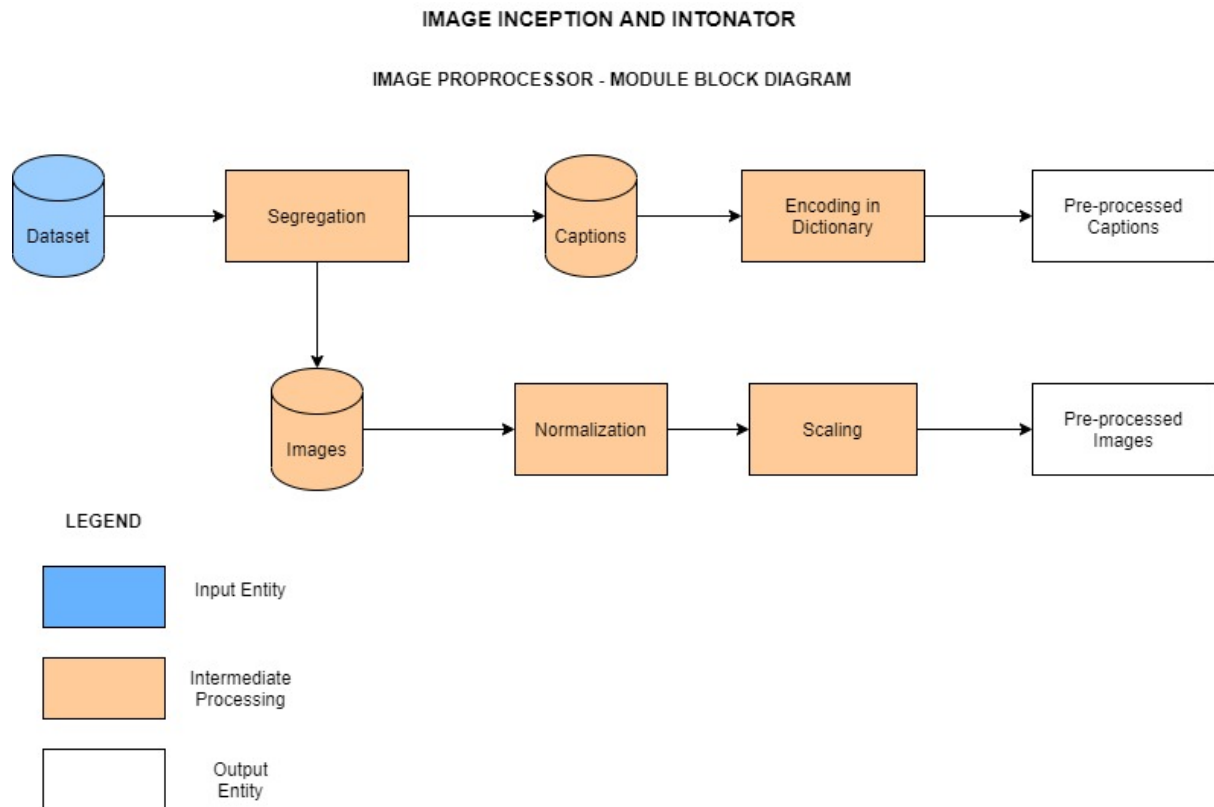 IMAGE INCEPTION AND INTONATOR
IMAGE PROPROCESSOR - MODULE BLOCK DIAGRAM
Dataset
Segregation
Captions
Encoding in
Dictionary
Pre-processed
Captions
Images
Normalization
Scaling
Pre-processed
Images
LEGEND
Input Entity
Intermediate
Processing
Output
Entity